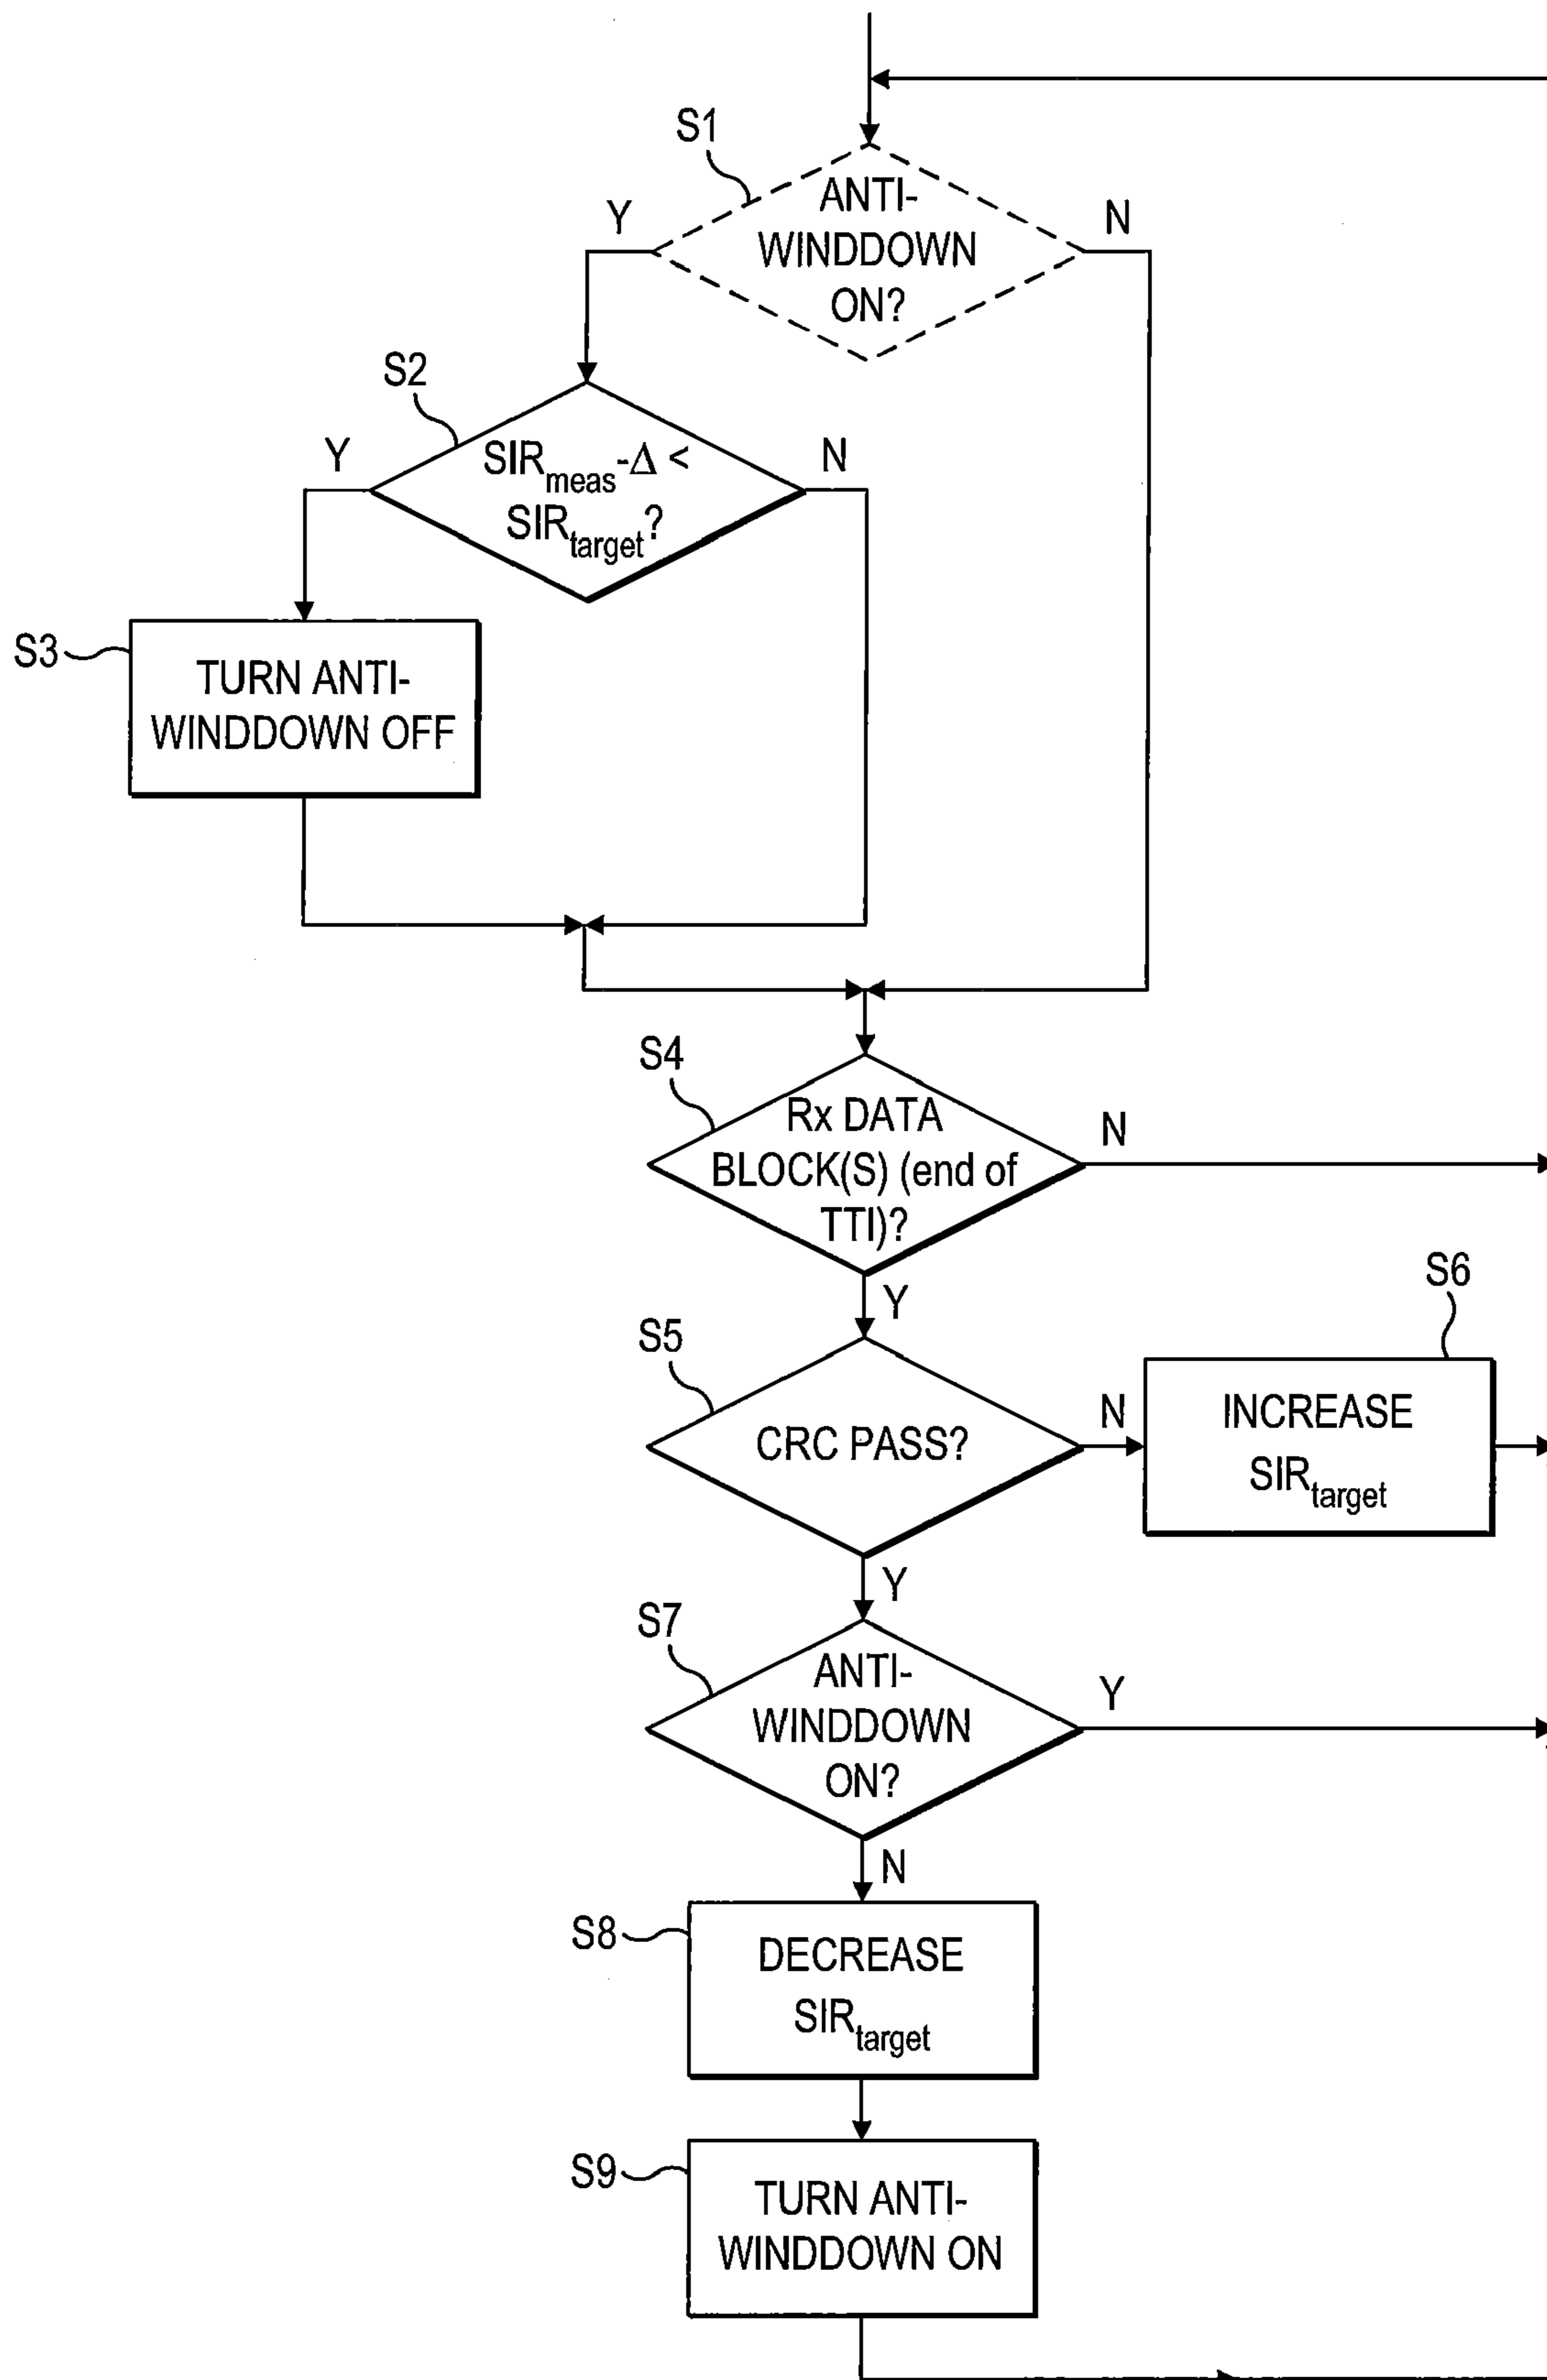 S1
ANTI-
WINDDOWN
ON?
Y
N
S2
SIRmeas-Δ <
SIRtarget?
Y
N
S3
TURN ANTI-
WINDDOWN OFF
S4
Rx DATA
BLOCK(S) (end of
TTI)?
N
Y
S5
CRC PASS?
N
S6
INCREASE
SIRtarget
Y
S7
ANTI-
WINDDOWN
ON?
Y
N
S8
DECREASE
SIRtarget
S9
TURN ANTI-
WINDDOWN ON